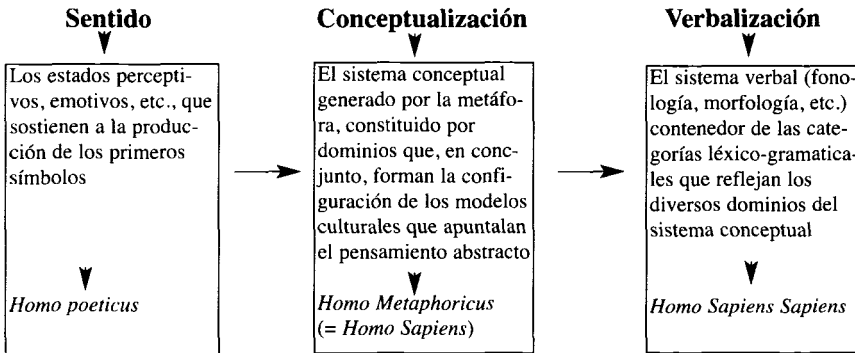 Sentido
Conceptualización
Verbalización
Los estados percepti-
vos, emotivos, etc., que
sostienen a la produc-
ción de los primeros
símbolos
Homo poeticus
El sistema conceptual
generado por la metáfo-
ra, constituido por
dominios que, en conc-
junto, forman la confi-
guración de los modelos
culturales que apuntalan
el pensamiento abstracto
Homo Metaphoricus
(= Homo Sapiens)
El sistema verbal (fono-
logía, morfología, etc.)
contenedor de las cate-
gorías léxico-gramatica-
les que reflejan los
diversos dominios del
sistema conceptual
Homo Sapiens Sapiens